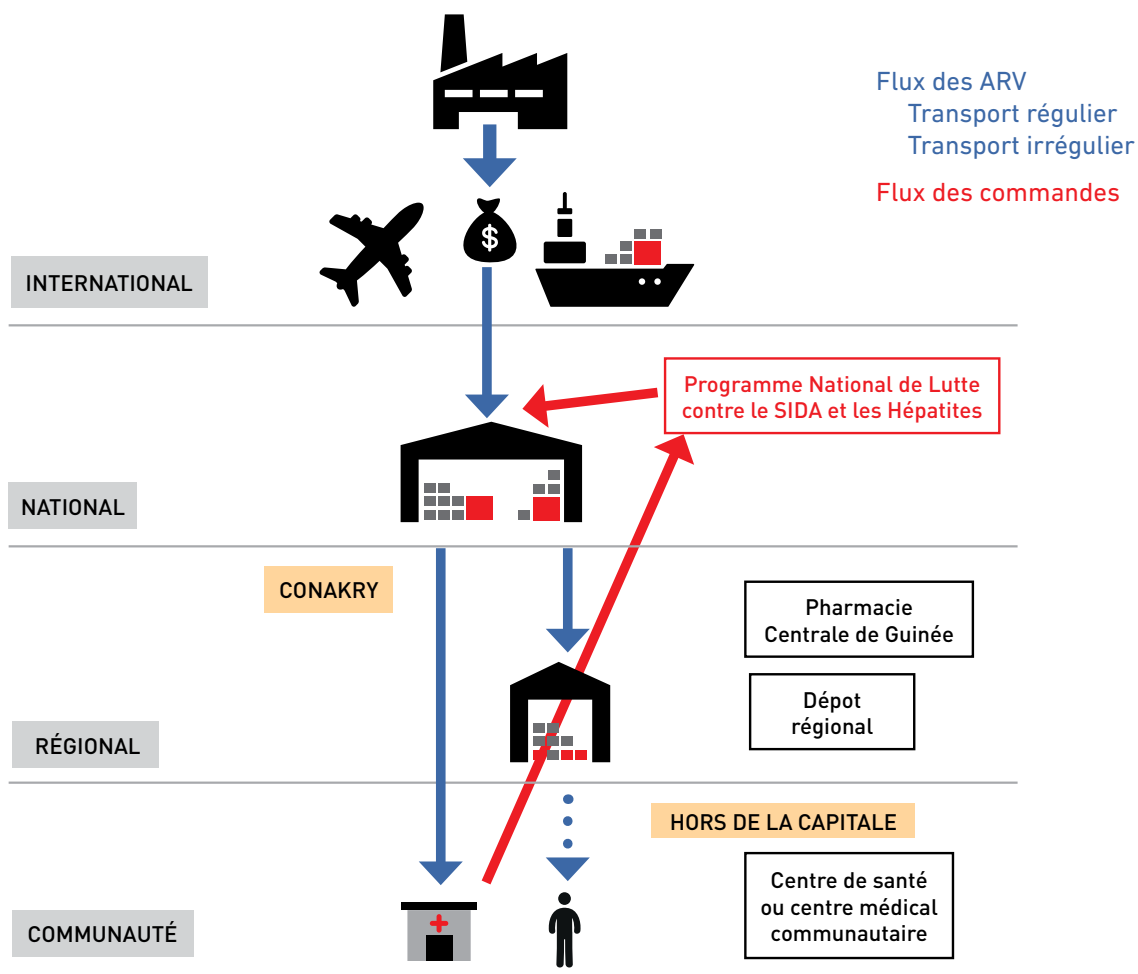 Flux des ARV
Transport régulier
Transport irrégulier
Flux des commandes
$
INTERNATIONAL
Programme National de Lutte
contre le SIDA et les Hépatites
NATIONAL
CONAKRY
Pharmacie
Centrale de Guinée
Dépot
régional
RÉGIONAL
HORS DE LA CAPITALE
Centre de santé
ou centre médical
communautaire
COMMUNAUTÉ